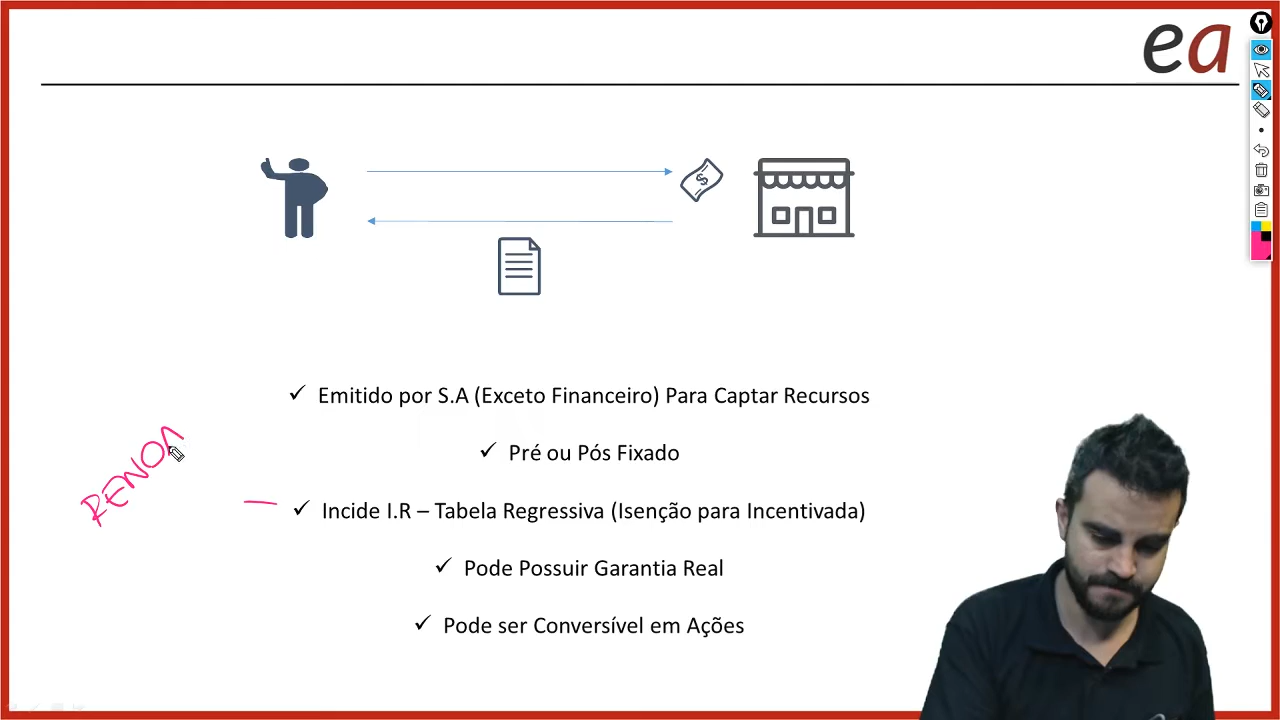 ea
$
Emitido por S.A (Exceto Financeiro) Para Captar Recursos
Pré ou Pós Fixado
RENDA
Incide I.R – Tabela Regressiva (Isenção para Incentivada)
Pode Possuir Garantia Real
Pode ser Conversível em Ações